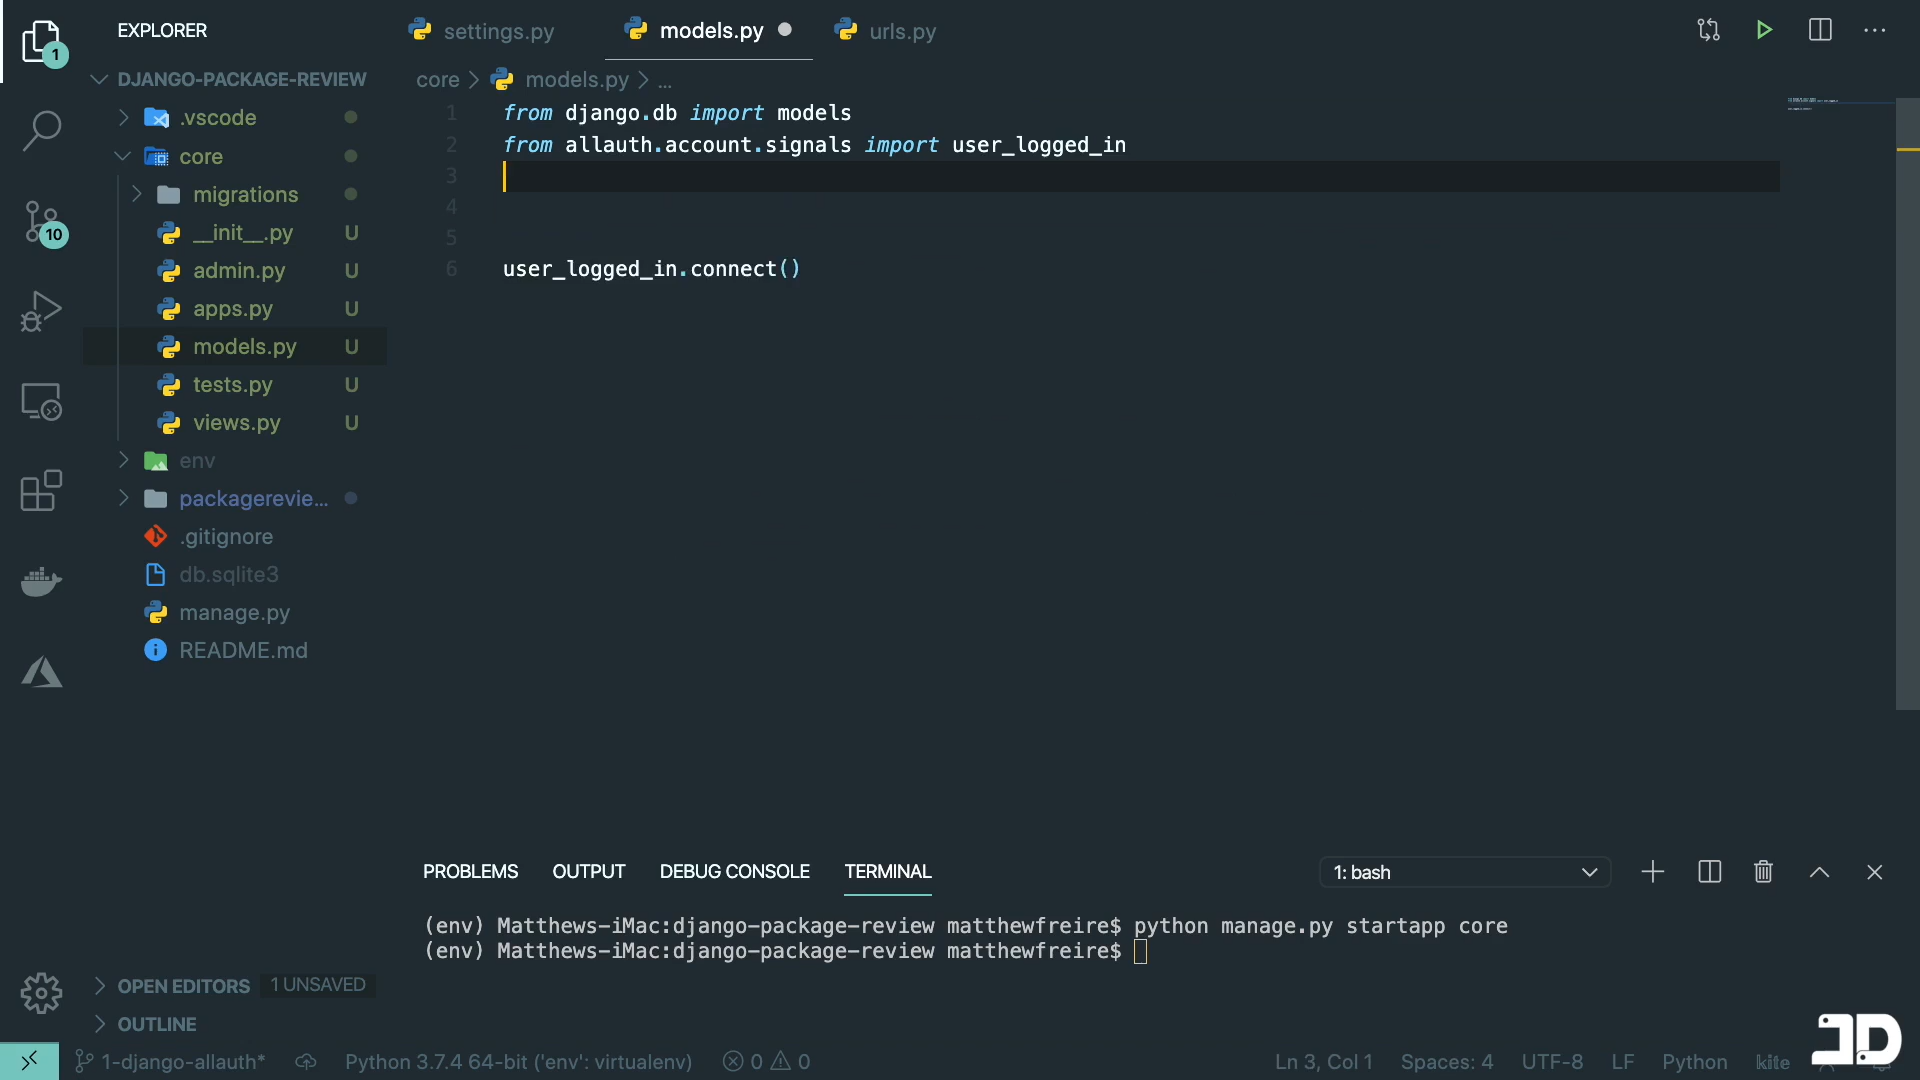 EXPLORER
settings.py
models.py
urls.py
1
DJANGO-PACKAGE-REVIEW
core > models.py > ...
.vscode
core
migrations
__init__.py U
admin.py U
apps.py U
models.py U
tests.py U
views.py U
env
packagerevie...
.gitignore
db.sqlite3
manage.py
README.md
10
1 from django.db import models
2 from allauth.account.signals import user_logged_in
3
4
5
6 user_logged_in.connect()
PROBLEMS OUTPUT DEBUG CONSOLE TERMINAL
1: bash
(env) Matthews-iMac:django-package-review matthewfreire$ python manage.py startapp core
(env) Matthews-iMac:django-package-review matthewfreire$
OPEN EDITORS 1 UNSAVED
OUTLINE
1-django-allauth* Python 3.7.4 64-bit ('env': virtualenv) 0 0
Ln 3, Col 1 Spaces: 4 UTF-8 LF Python kite
JD